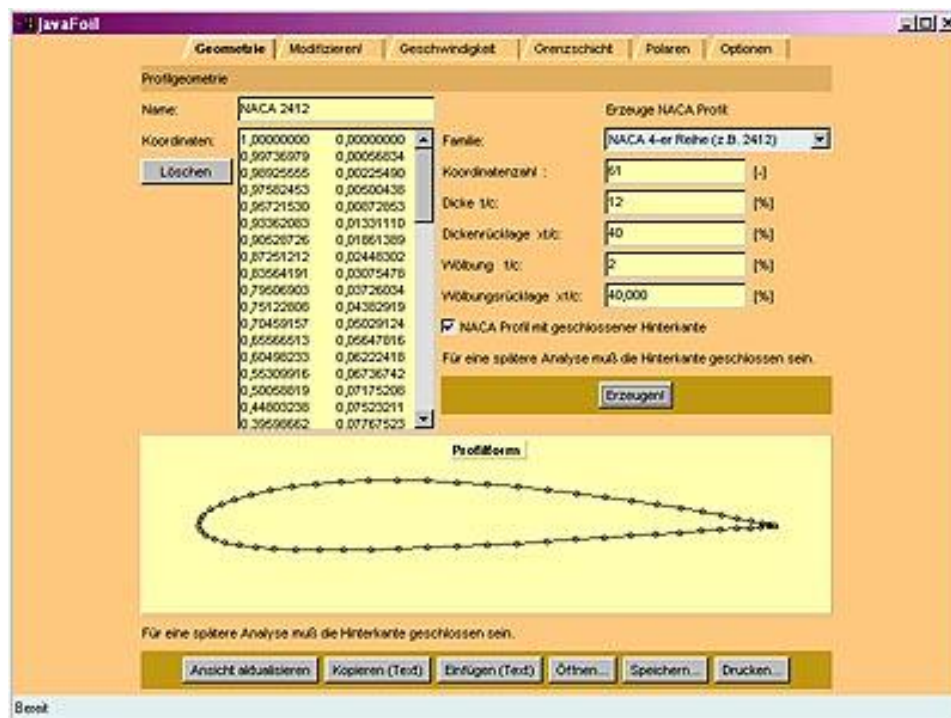 JavaFoil
Geometrie Modifizieren! Geschwindigkeit Grenzschicht Polaren Optionen
Profilgeometrie
Name: NACA 2412
Erzeuge NACA Profil:
Koordinaten:
Löschen
1,00000000 0,00000000
0,99736979 0,00056834
0,98925555 0,00225490
0,97582453 0,00500438
0,95721530 0,00872853
0,93362083 0,01331110
0,90528726 0,01861389
0,87251212 0,02448302
0,83564191 0,03075478
0,79506903 0,03726034
0,75122808 0,04382919
0,70459157 0,05029124
0,65566513 0,05647816
0,60498233 0,06222418
0,55309916 0,06736742
0,50058819 0,07175208
0,44803238 0,07523211
0,39598662 0,07767523
Familie: NACA 4-er Reihe (z.B. 2412)
Koordinatenzahl : 61 [-]
Dicke t/c: 12 [%]
Dickenrücklage xt/c: 40 [%]
Wölbung f/c: 2 [%]
Wölbungsrücklage xf/c: 40,000 [%]
NACA Profil mit geschlossener Hinterkante
Für eine spätere Analyse muß die Hinterkante geschlossen sein.
Erzeugen!
Profilform
Für eine spätere Analyse muß die Hinterkante geschlossen sein.
Ansicht aktualisieren Kopieren (Text) Einfügen (Text) Öffnen... Speichern... Drucken...
Bereit